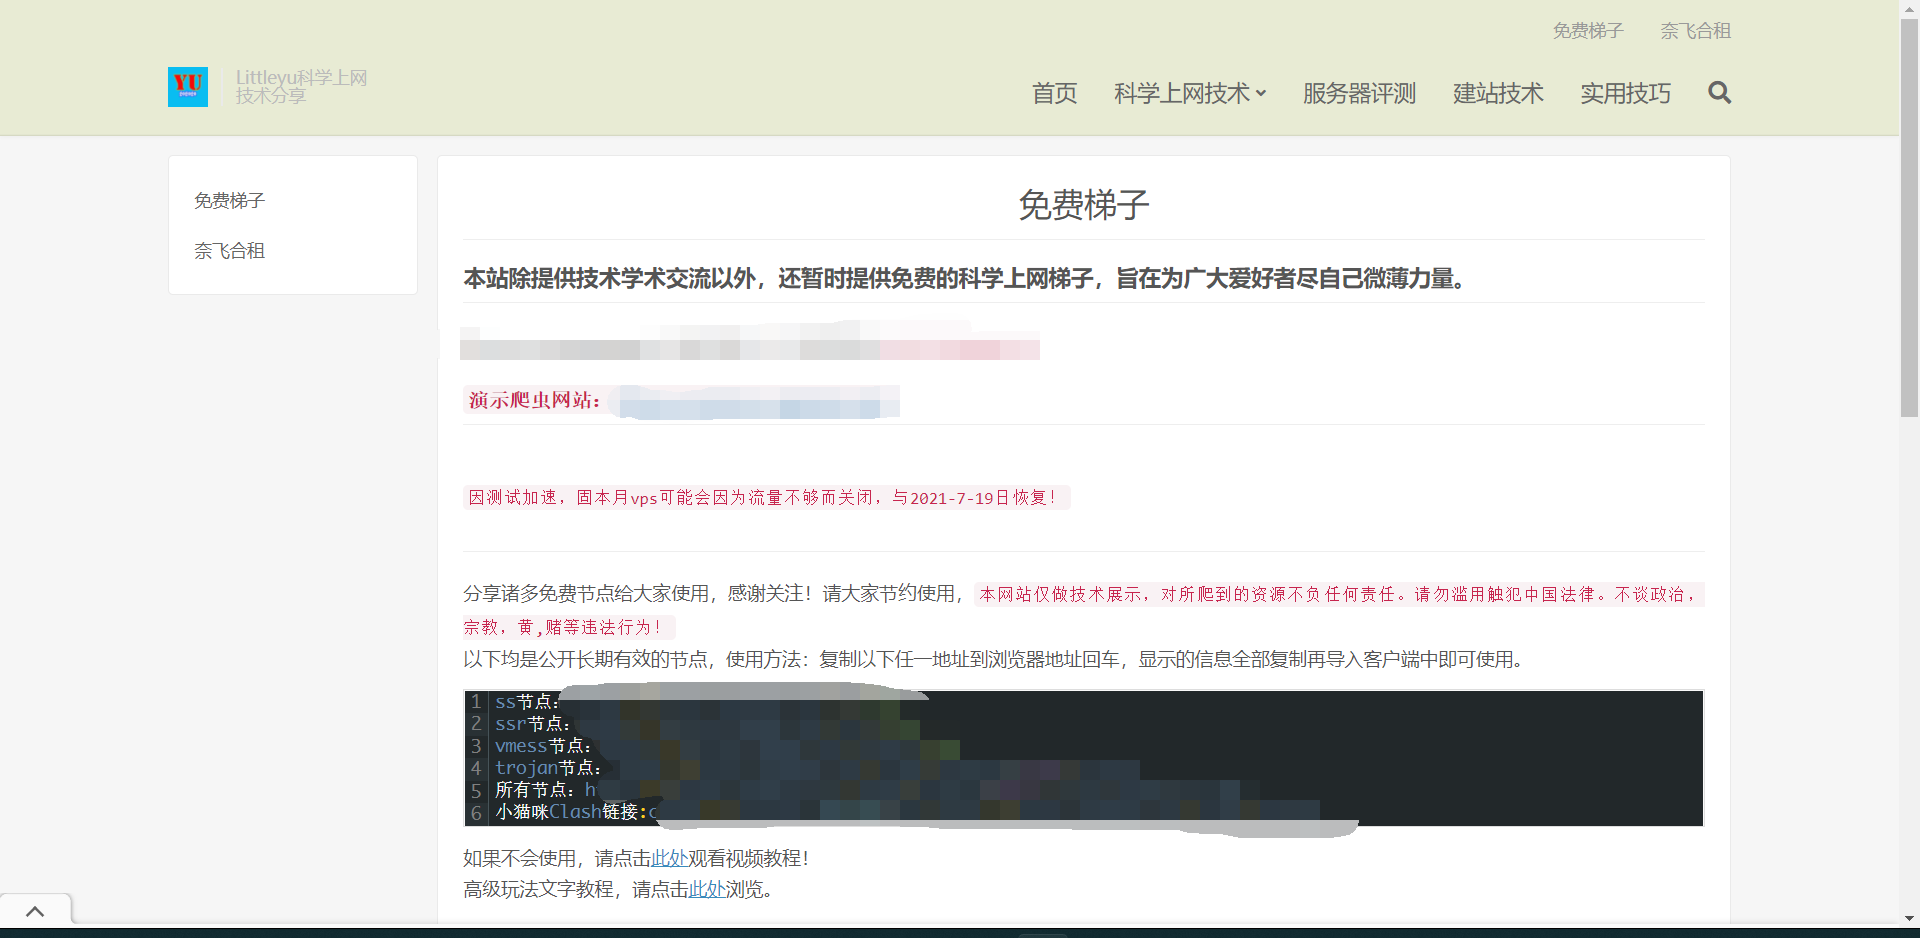 免费梯子
奈飞合租
YU
Littleyu科学上网
技术分享
首页
科学上网技术
服务器评测
建站技术
实用技巧
免费梯子
奈飞合租
免费梯子
本站除提供技术学术交流以外，还暂时提供免费的科学上网梯子，旨在为广大爱好者尽自己微薄力量。
演示爬虫网站：
因测试加速，固本月vps可能会因为流量不够而关闭，与2021-7-19日恢复！
分享诸多免费节点给大家使用，感谢关注！请大家节约使用，本网站仅做技术展示，对所爬到的资源不负任何责任。请勿滥用触犯中国法律。不谈政治，
宗教，黄,赌等违法行为！
以下均是公开长期有效的节点，使用方法：复制以下任一地址到浏览器地址回车，显示的信息全部复制再导入客户端中即可使用。
1 ss节点：
2 ssr节点：
3 vmess节点：
4 trojan节点：
5 所有节点：h
6 小猫咪Clash链接:c
如果不会使用，请点击此处观看视频教程！
高级玩法文字教程，请点击此处浏览。